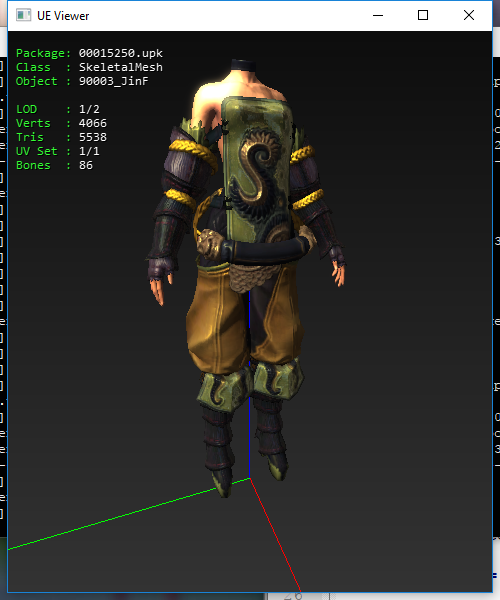 UE Viewer
Package: 00015250.upk
Class : SkeletalMesh
Object : 90003_JinF
LOD : 1/2
Verts : 4066
Tris : 5538
UV Set : 1/1
Bones : 86